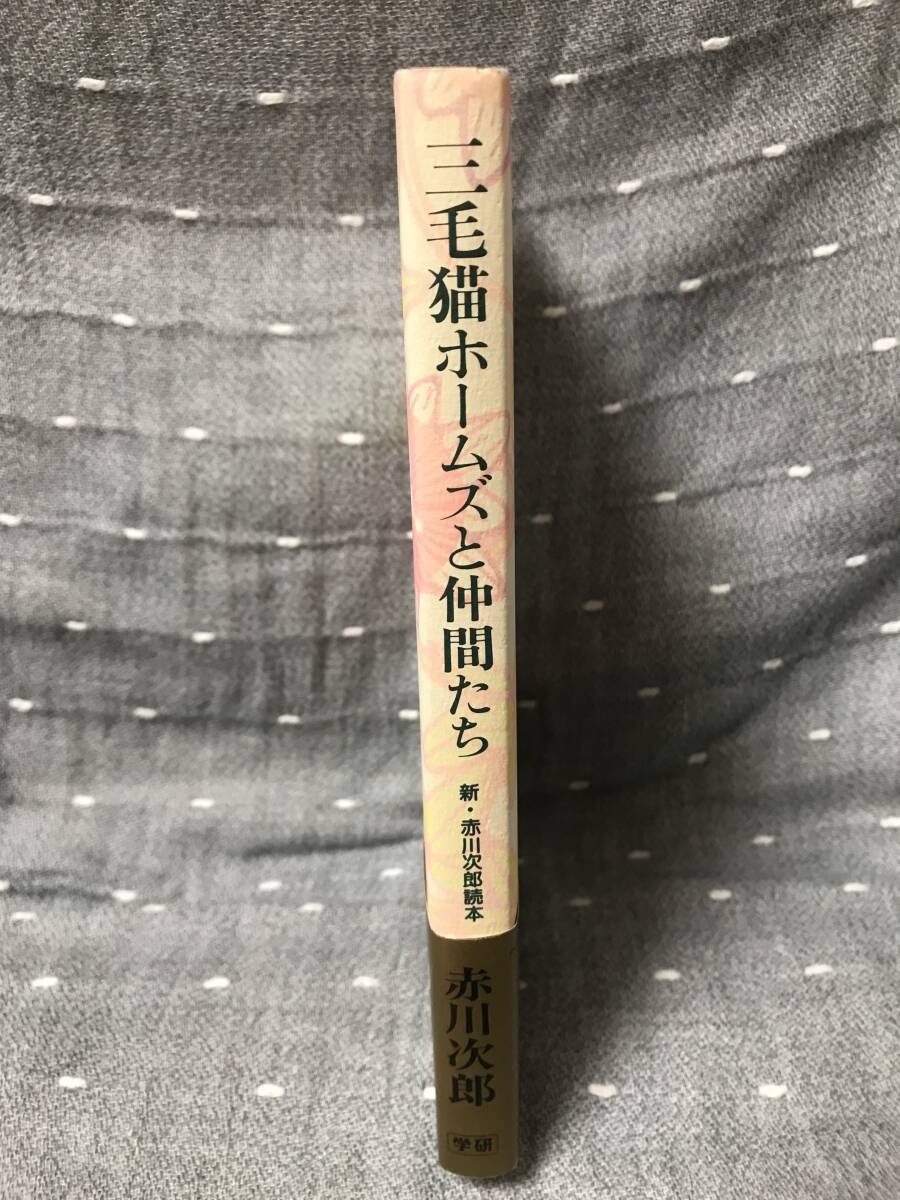 三毛猫ホームズと仲間たち
新・赤川次郎読本
赤川次郎
学研